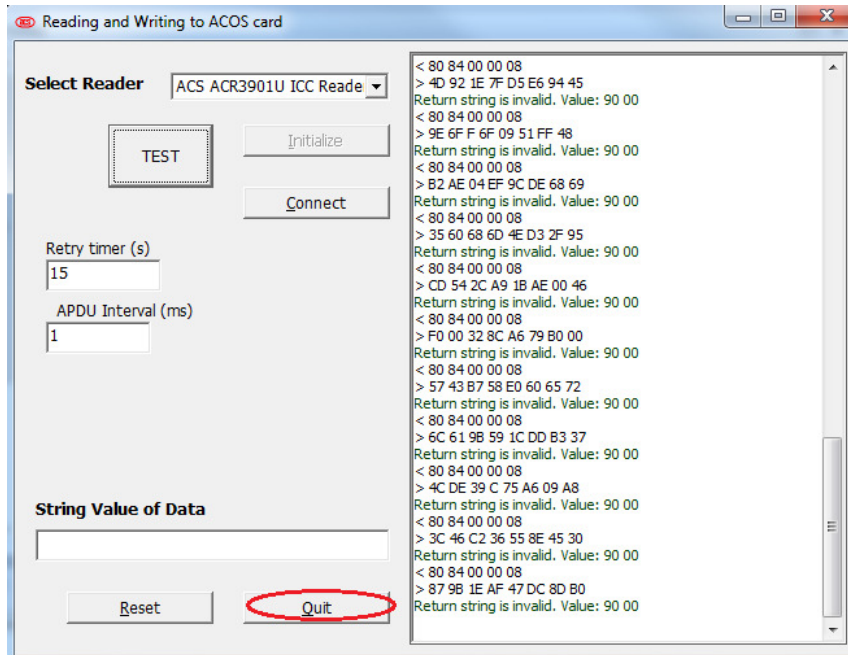 Reading and Writing to ACOS card
Select Reader
ACS ACR3901U ICC Reade
TEST
Initialize
Connect
Retry timer (s)
15
APDU Interval (ms)
1
String Value of Data
Reset
Quit
< 80 84 00 00 08
> 4D 92 1E 7F D5 E6 94 45
Return string is invalid. Value: 90 00
< 80 84 00 00 08
> 9E 6F F 6F 09 51 FF 48
Return string is invalid. Value: 90 00
< 80 84 00 00 08
> B2 AE 04 EF 9C DE 68 69
Return string is invalid. Value: 90 00
< 80 84 00 00 08
> 35 60 68 6D 4E D3 2F 95
Return string is invalid. Value: 90 00
< 80 84 00 00 08
> CD 54 2C A9 1B AE 00 46
Return string is invalid. Value: 90 00
< 80 84 00 00 08
> F0 00 32 8C A6 79 B0 00
Return string is invalid. Value: 90 00
< 80 84 00 00 08
> 57 43 B7 58 E0 60 65 72
Return string is invalid. Value: 90 00
< 80 84 00 00 08
> 6C 61 9B 59 1C DD B3 37
Return string is invalid. Value: 90 00
< 80 84 00 00 08
> 4C DE 39 C 75 A6 09 A8
Return string is invalid. Value: 90 00
< 80 84 00 00 08
> 3C 46 C2 36 55 8E 45 30
Return string is invalid. Value: 90 00
< 80 84 00 00 08
> 87 9B 1E AF 47 DC 8D B0
Return string is invalid. Value: 90 00